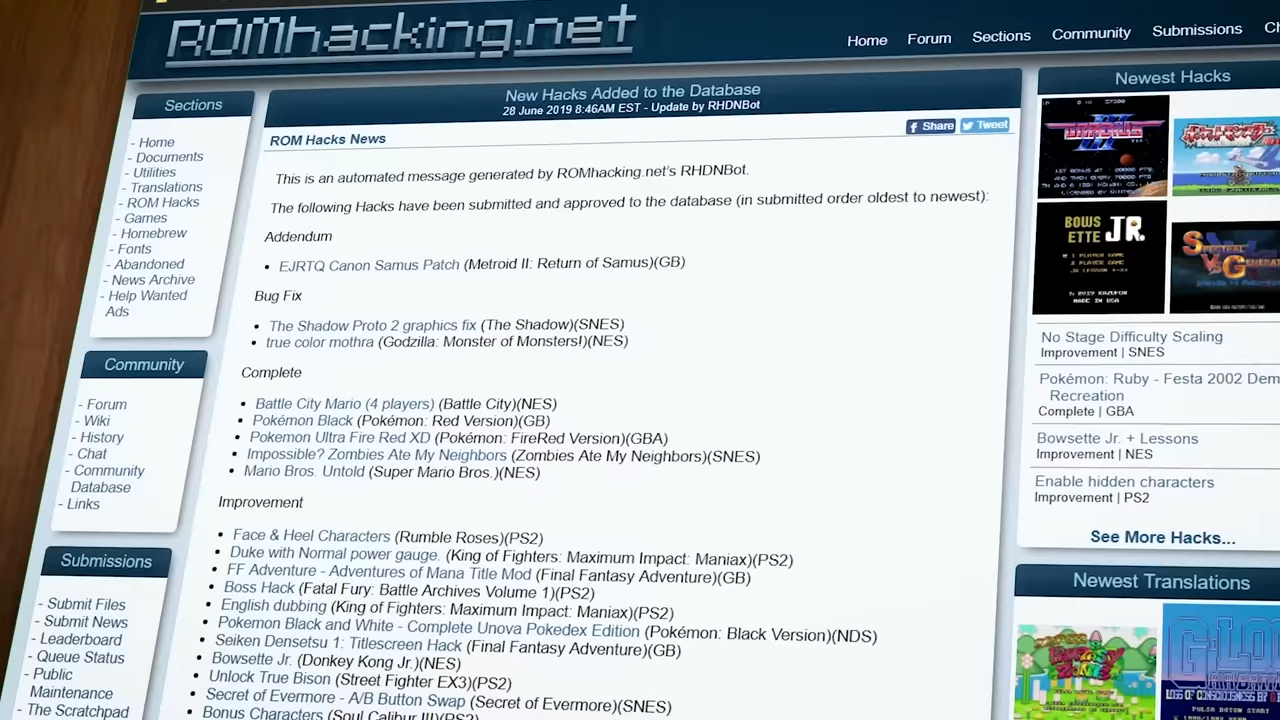 ROMhacking.net
Home Forum Sections Community Submissions
Sections
- Home
- Documents
- Utilities
- Translations
- ROM Hacks
- Games
- Homebrew
- Fonts
- Abandoned
- News Archive
- Help Wanted
Ads
Community
- Forum
- Wiki
- History
- Chat
- Community
Database
- Links
Submissions
- Submit Files
- Submit News
- Leaderboard
- Queue Status
- Public
Maintenance
- The Scratchpad
New Hacks Added to the Database
28 June 2019 8:46AM EST - Update by RHDNBot
ROM Hacks News
Share Tweet
This is an automated message generated by ROMhacking.net's RHDNBot.
The following Hacks have been submitted and approved to the database (in submitted order oldest to newest):
Addendum
• EJRTQ Canon Samus Patch (Metroid II: Return of Samus)(GB)
Bug Fix
• The Shadow Proto 2 graphics fix (The Shadow)(SNES)
• true color mothra (Godzilla: Monster of Monsters!)(NES)
Complete
• Battle City Mario (4 players) (Battle City)(NES)
• Pokémon Black (Pokémon: Red Version)(GB)
• Pokemon Ultra Fire Red XD (Pokémon: FireRed Version)(GBA)
• Impossible? Zombies Ate My Neighbors (Zombies Ate My Neighbors)(SNES)
• Mario Bros. Untold (Super Mario Bros.)(NES)
Improvement
• Face & Heel Characters (Rumble Roses)(PS2)
• Duke with Normal power gauge. (King of Fighters: Maximum Impact: Maniax)(PS2)
• FF Adventure - Adventures of Mana Title Mod (Final Fantasy Adventure)(GB)
• Boss Hack (Fatal Fury: Battle Archives Volume 1)(PS2)
• English dubbing (King of Fighters: Maximum Impact: Maniax)(PS2)
• Pokemon Black and White - Complete Unova Pokedex Edition (Pokémon: Black Version)(NDS)
• Seiken Densetsu 1: Titlescreen Hack (Final Fantasy Adventure)(GB)
• Bowsette Jr. (Donkey Kong Jr.)(NES)
• Unlock True Bison (Street Fighter EX3)(PS2)
• Secret of Evermore - A/B Button Swap (Secret of Evermore)(SNES)
• Bonus Characters (Soul Calibur III)(PS2)
Newest Hacks
BOWS
ETTE JR.
MADE IN USA
No Stage Difficulty Scaling
Improvement | SNES
Pokémon: Ruby - Festa 2002 Dem
Recreation
Complete | GBA
Bowsette Jr. + Lessons
Improvement | NES
Enable hidden characters
Improvement | PS2
See More Hacks...
Newest Translations